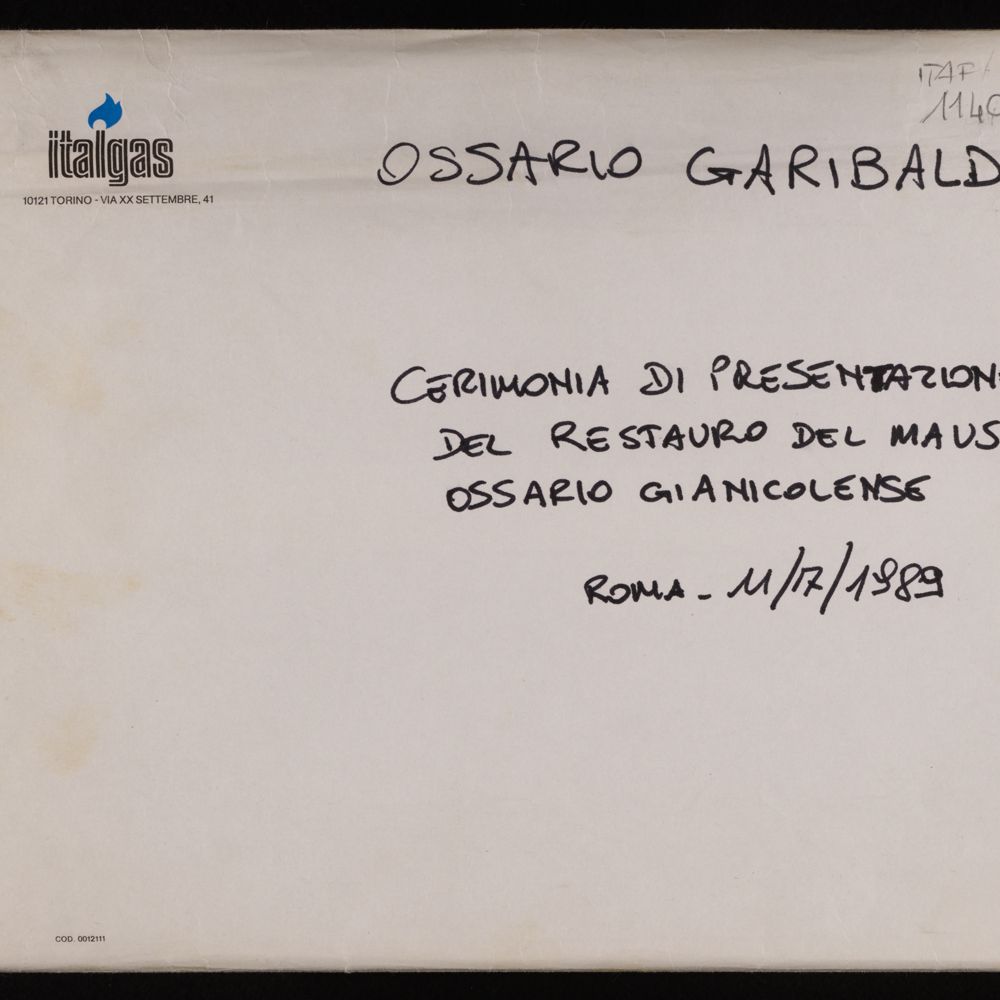 ITAF
114
italgas
10121 TORINO - VIA XX SETTEMBRE, 41
OSSARIO GARIBALD
CERIMONIA DI PRESENTAZION
DEL RESTAURO DEL MAUS
OSSARIO GIANICOLENSE
ROMA - 11/7/1989
COD. 0012111